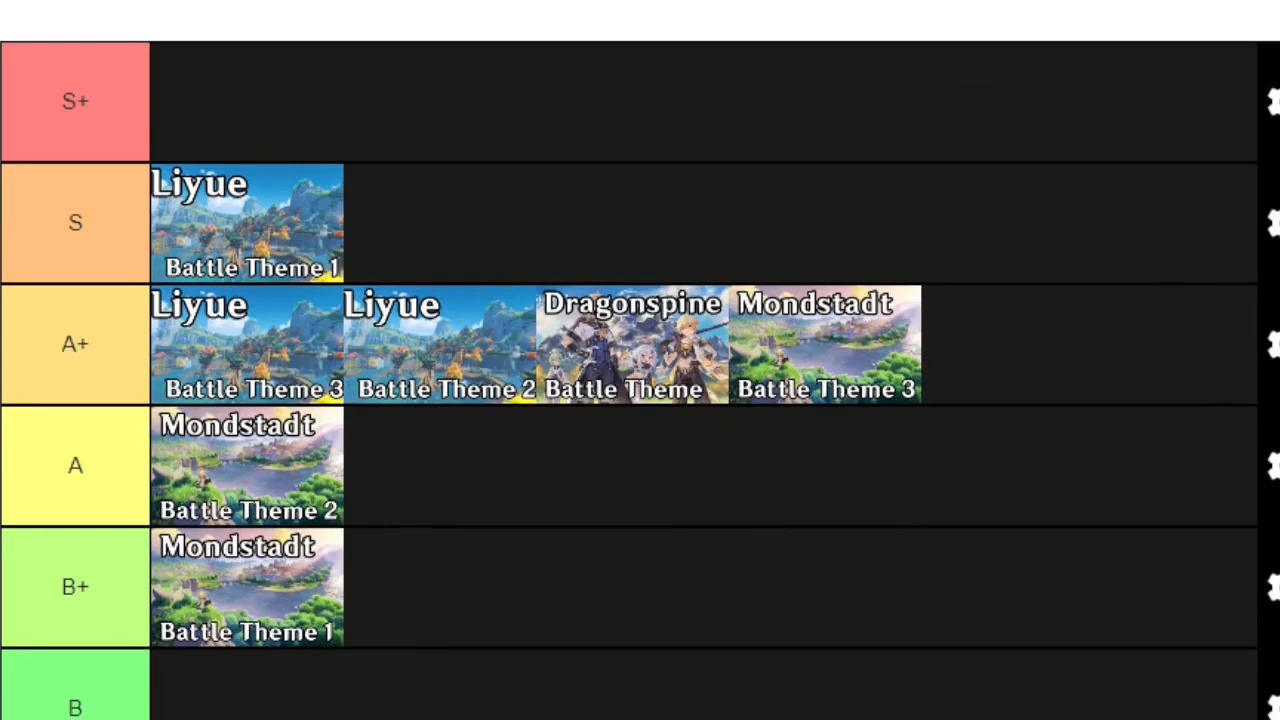 S+
S
Liyue
Battle Theme 1
A+
Liyue
Battle Theme 3
Liyue
Battle Theme 2
Dragonspine
Battle Theme
Mondstadt
Battle Theme 3
A
Mondstadt
Battle Theme 2
B+
Mondstadt
Battle Theme 1
B